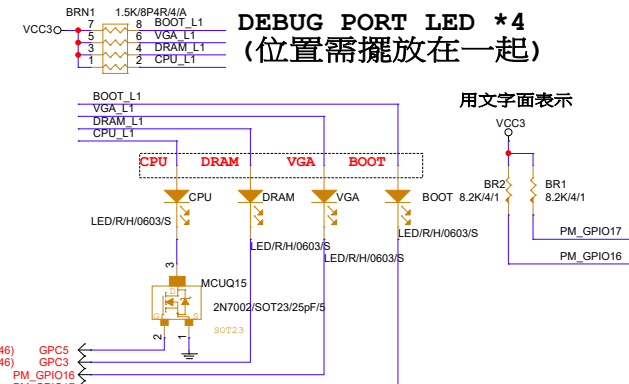 BRN1 1.5K/8P4R/4/A
VCC3
7 8 BOOT_L1
5 6 VGA_L1
3 4 DRAM_L1
1 2 CPU_L1
DEBUG PORT LED *4
(位置需擺放在一起)
BOOT_L1
VGA_L1
DRAM_L1
CPU_L1
用文字面表示
VCC3
CPU DRAM VGA BOOT
BR2
8.2K/4/1
BR1
8.2K/4/1
CPU DRAM VGA BOOT
LED/R/H/0603/S
LED/R/H/0603/S
LED/R/H/0603/S
LED/R/H/0603/S
PM_GPIO17
PM_GPIO16
3
MCUQ15
D
2N7002/SOT23/25pF/5
G S
SOT23
2 1
46) GPC5
46) GPC3
PM_GPIO16